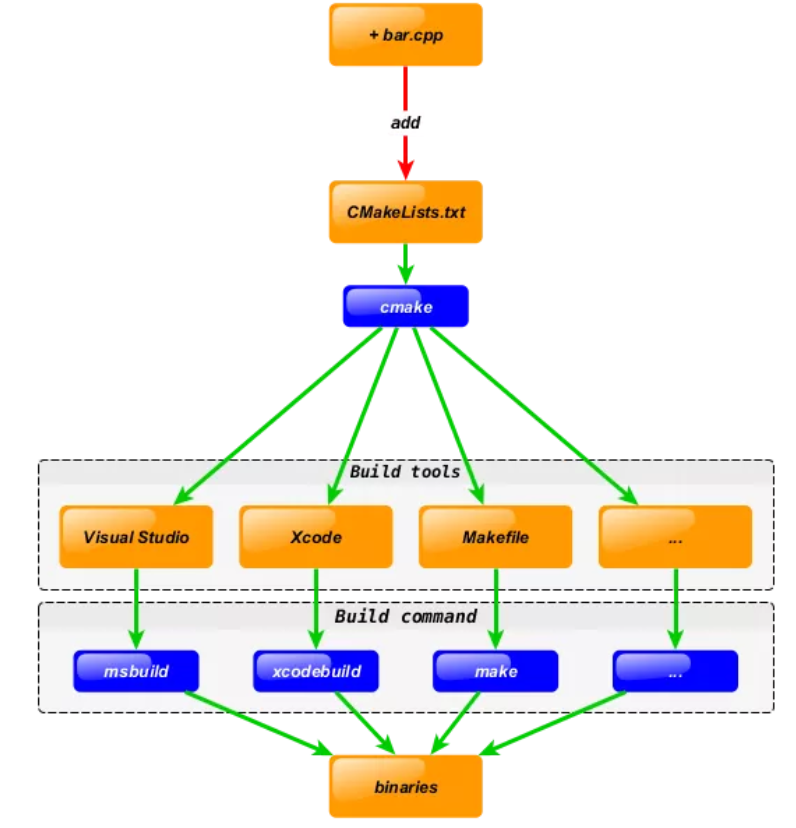 + bar.cpp
add
CMakeLists.txt
cmake
Build tools
Visual Studio
Xcode
Makefile
...
Build command
msbuild
xcodebuild
make
...
binaries